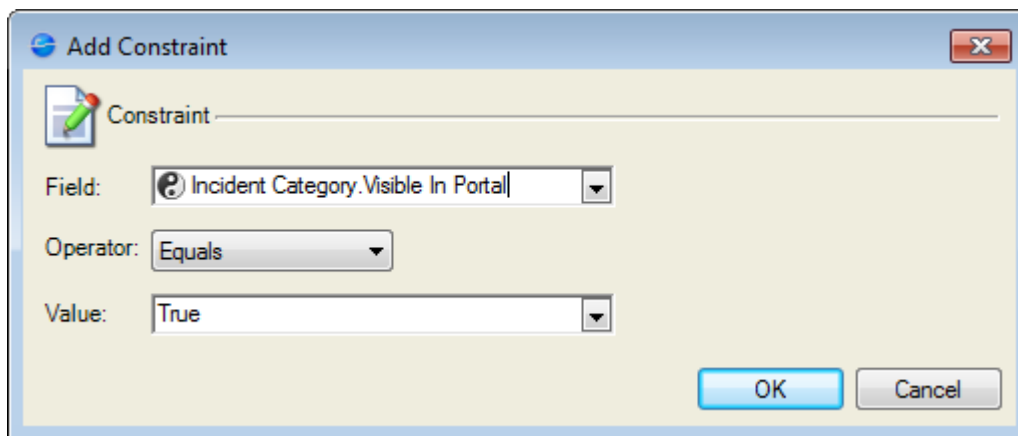 Add Constraint
Constraint
Field: Incident Category.Visible In Portal
Operator: Equals
Value: True
OK Cancel